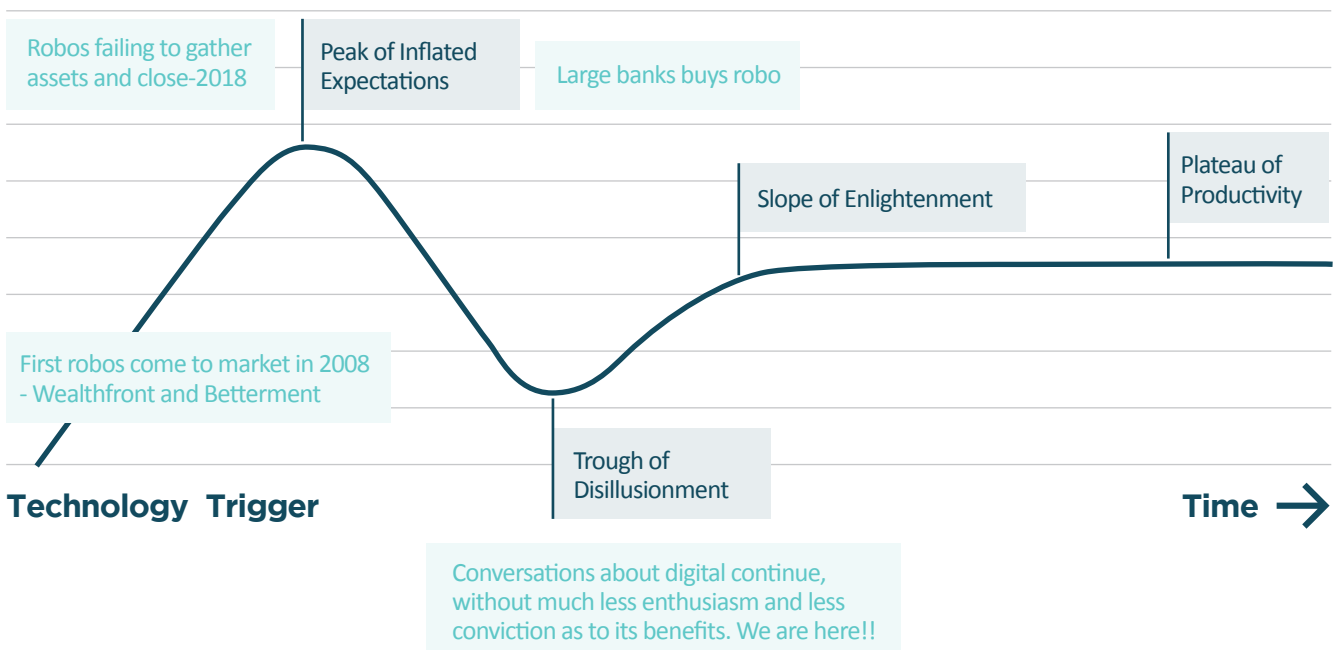 Robos failing to gather
assets and close-2018
Peak of Inflated
Expectations
Large banks buys robo
Slope of Enlightenment
Plateau of
Productivity
First robos come to market in 2008
- Wealthfront and Betterment
Trough of
Disillusionment
Technology Trigger
Time
Conversations about digital continue,
without much less enthusiasm and less
conviction as to its benefits. We are here!!